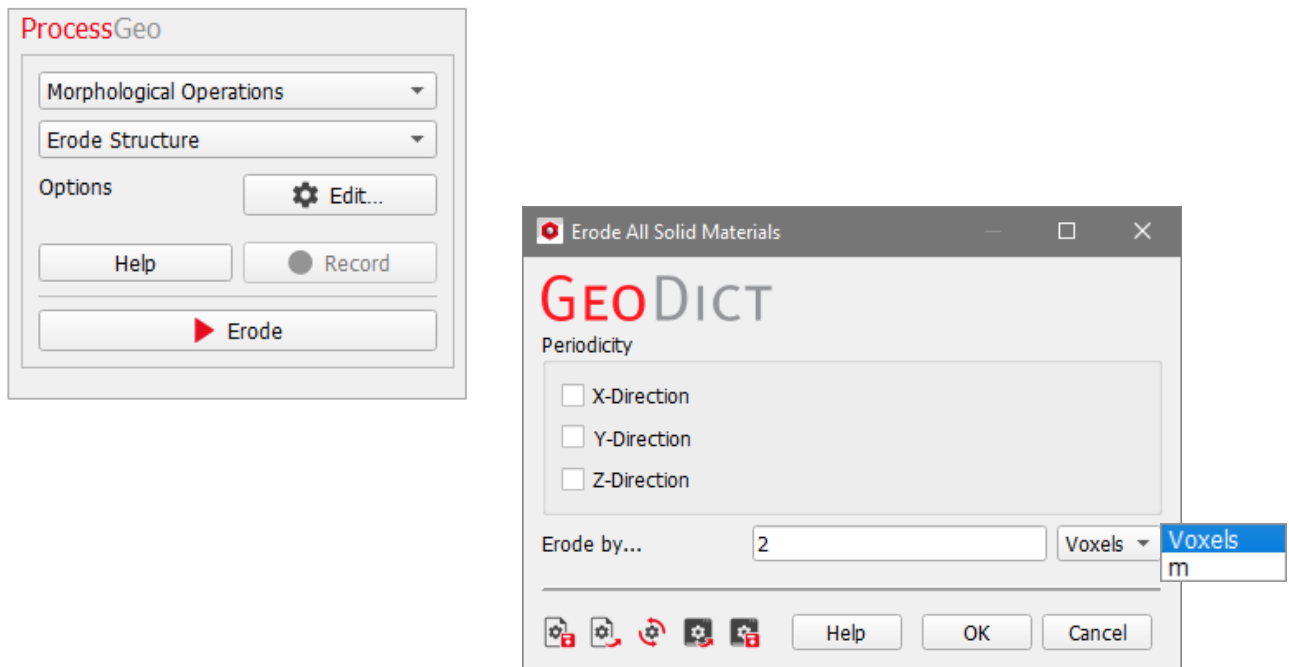 ProcessGeo
Morphological Operations
Erode Structure
Options
Edit...
Help
Record
Erode
Erode All Solid Materials
GEODICT
Periodicity
X-Direction
Y-Direction
Z-Direction
Erode by...
2
Voxels
Voxels
m
Help
OK
Cancel